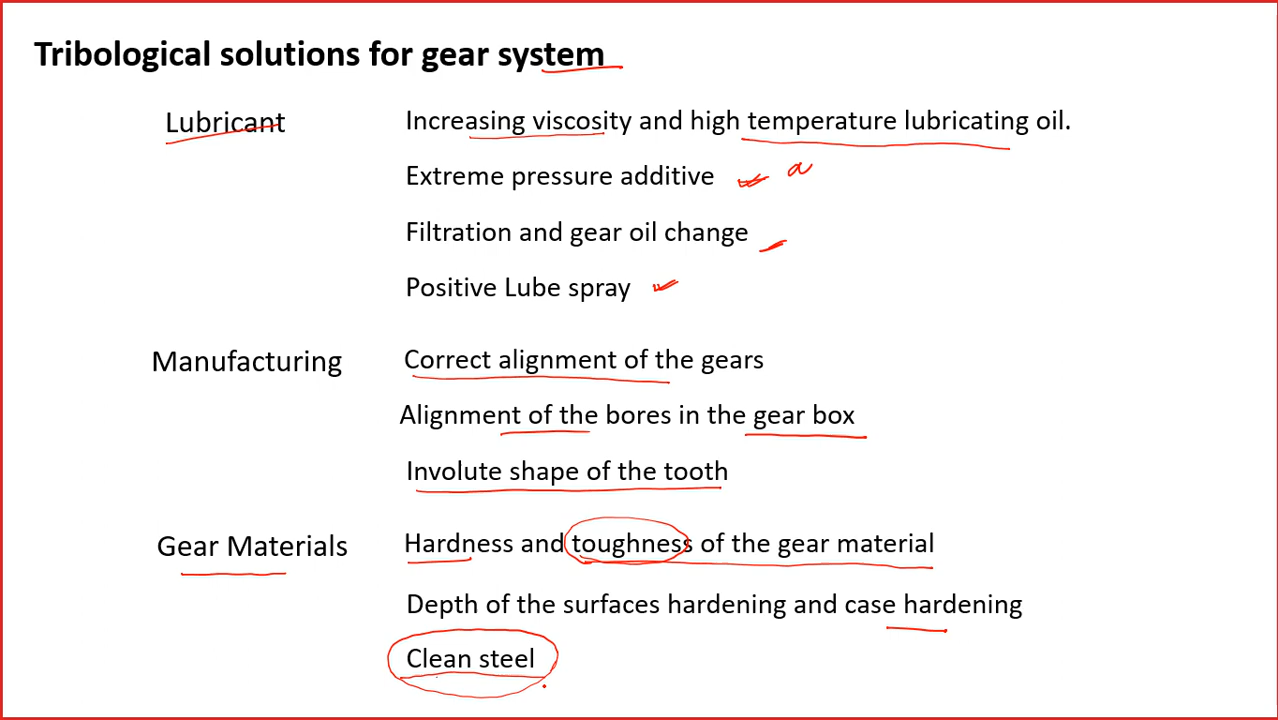 Tribological solutions for gear system
Lubricant Increasing viscosity and high temperature lubricating oil.
Extreme pressure additive
Filtration and gear oil change
Positive Lube spray
Manufacturing Correct alignment of the gears
Alignment of the bores in the gear box
Involute shape of the tooth
Gear Materials Hardness and toughness of the gear material
Depth of the surfaces hardening and case hardening
Clean steel